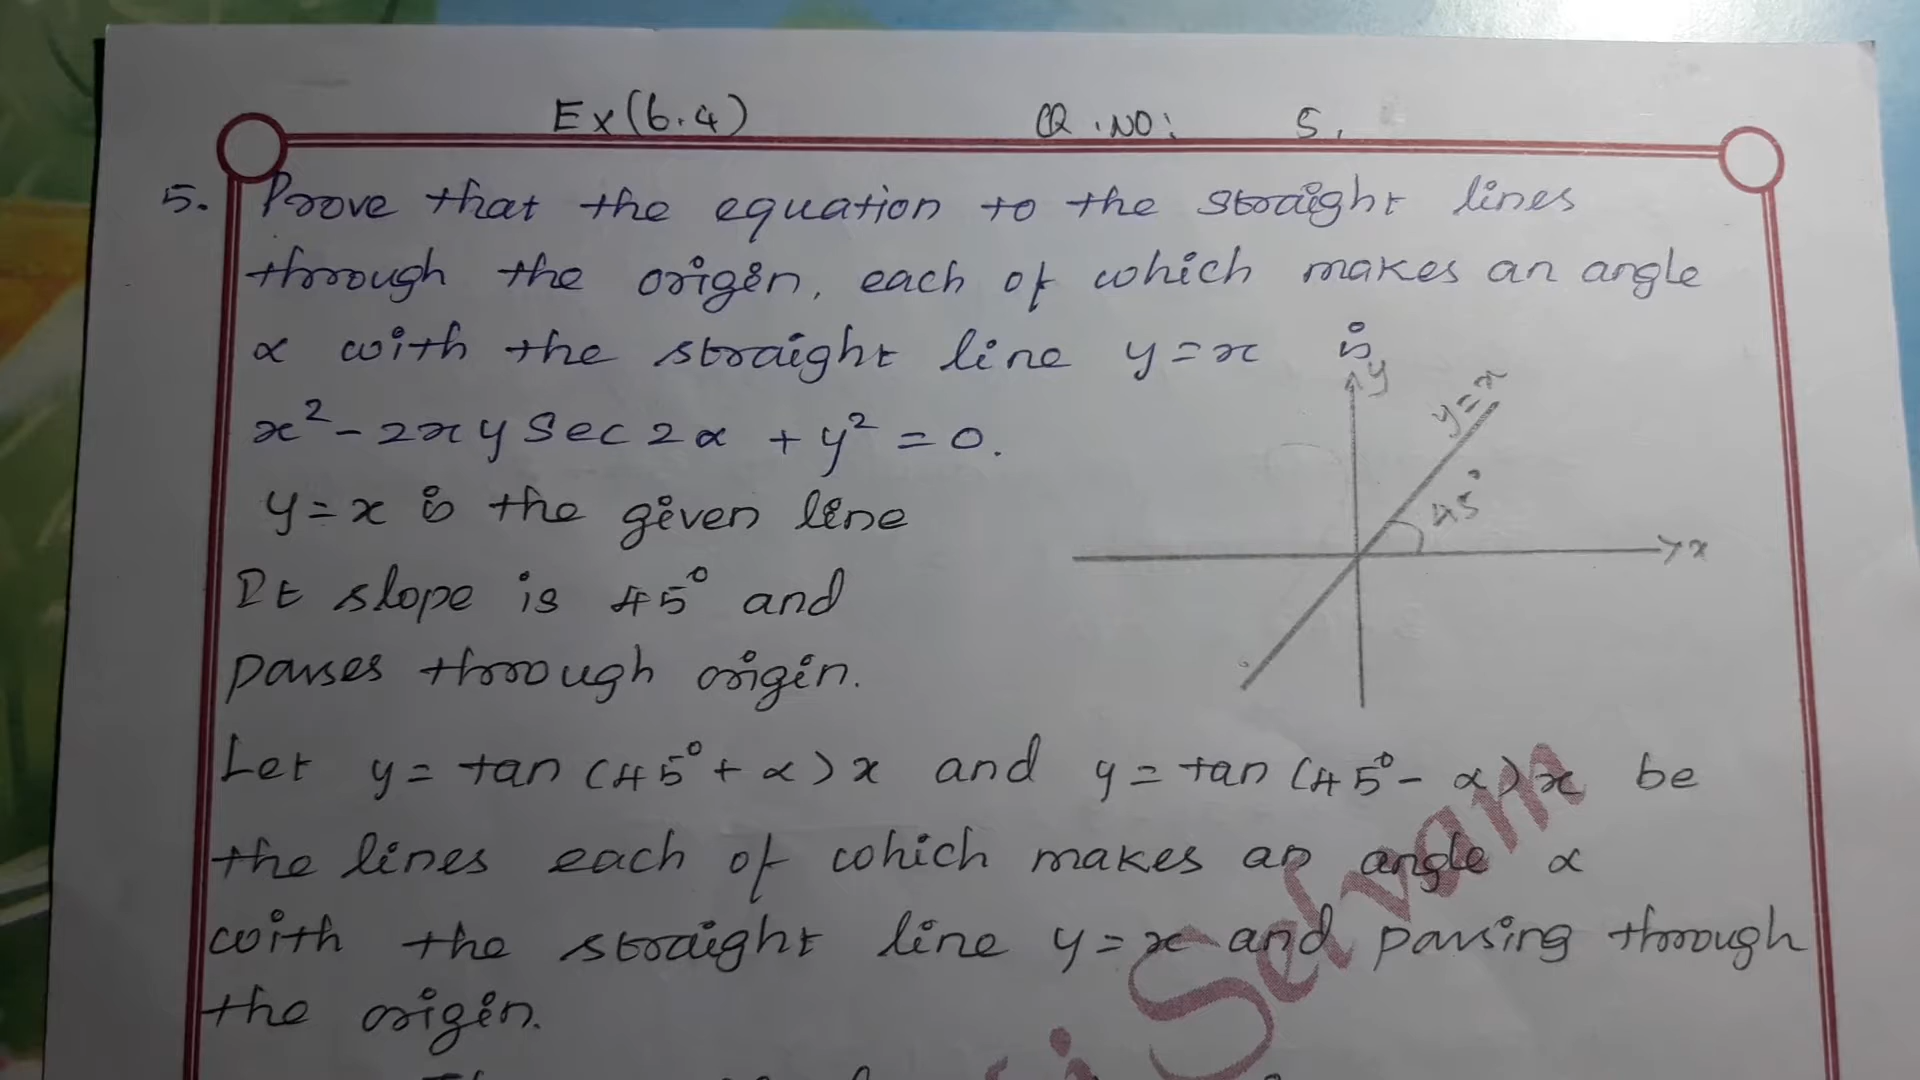 Ex(6.4) Q.NO: 5.
5. Prove that the equation to the straight lines
through the origin, each of which makes an angle
α with the straight line y=x is
x²-2xy Sec2α + y² = 0.
y
y=x
45°
x
y=x is the given line
It slope is 45° and
passes through origin.
Let y = tan (45°+α)x and y = tan (45°-α)x be
the lines each of which makes an angle α
with the straight line y=x and passing through
the origin.
Selvam